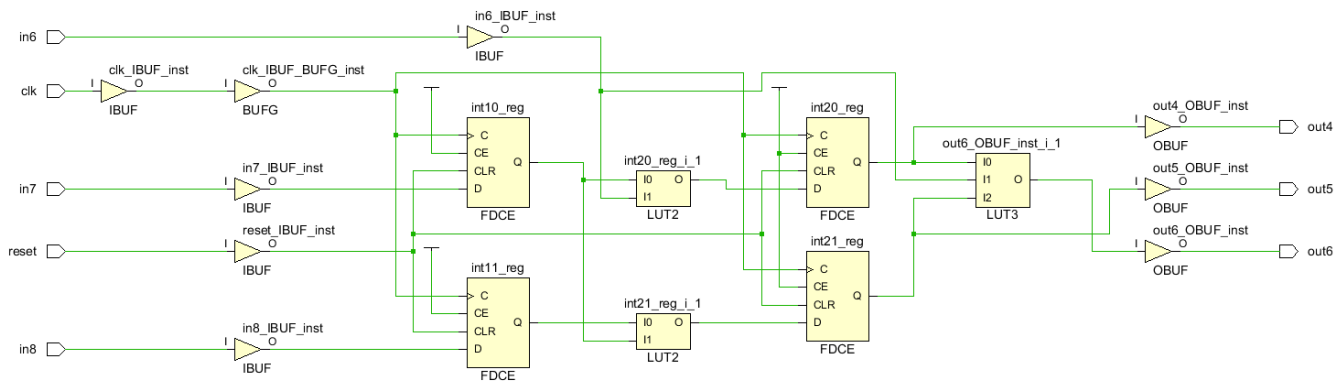 in6_IBUF_inst
in6
I
O
IBUF
clk_IBUF_inst
clk_IBUF_BUFG_inst
clk
I
O
I
O
IBUF
BUFG
int10_reg
C
CE
CLR
D
Q
FDCE
int20_reg
C
CE
CLR
D
Q
FDCE
out4_OBUF_inst
I
O
out4
OBUF
out6_OBUF_inst_i_1
I0
I1
I2
O
LUT3
in7_IBUF_inst
in7
I
O
IBUF
int20_reg_i_1
I0
I1
O
LUT2
out5_OBUF_inst
I
O
out5
OBUF
reset_IBUF_inst
reset
I
O
IBUF
int21_reg
C
CE
CLR
D
Q
FDCE
out6_OBUF_inst
I
O
out6
OBUF
int11_reg
C
CE
CLR
D
Q
FDCE
int21_reg_i_1
I0
I1
O
LUT2
in8_IBUF_inst
in8
I
O
IBUF